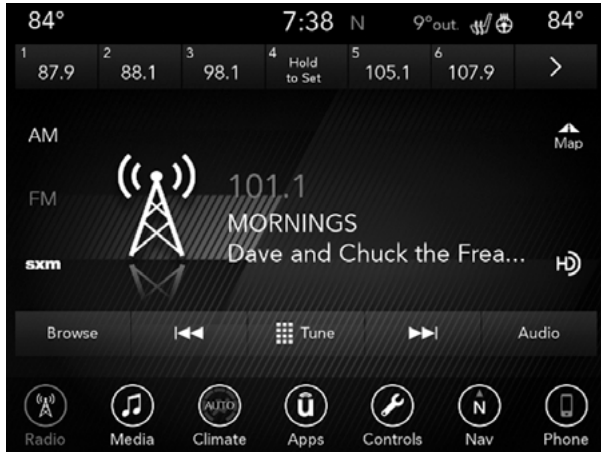 84° 7:38 N 9°out. 84°
1 87.9 2 88.1 3 98.1 4 Hold to Set 5 105.1 6 107.9
AM
Map
FM
101.1
MORNINGS
sxm Dave and Chuck the Frea... HD
Browse Tune Audio
AUTO ū N
Radio Media Climate Apps Controls Nav Phone